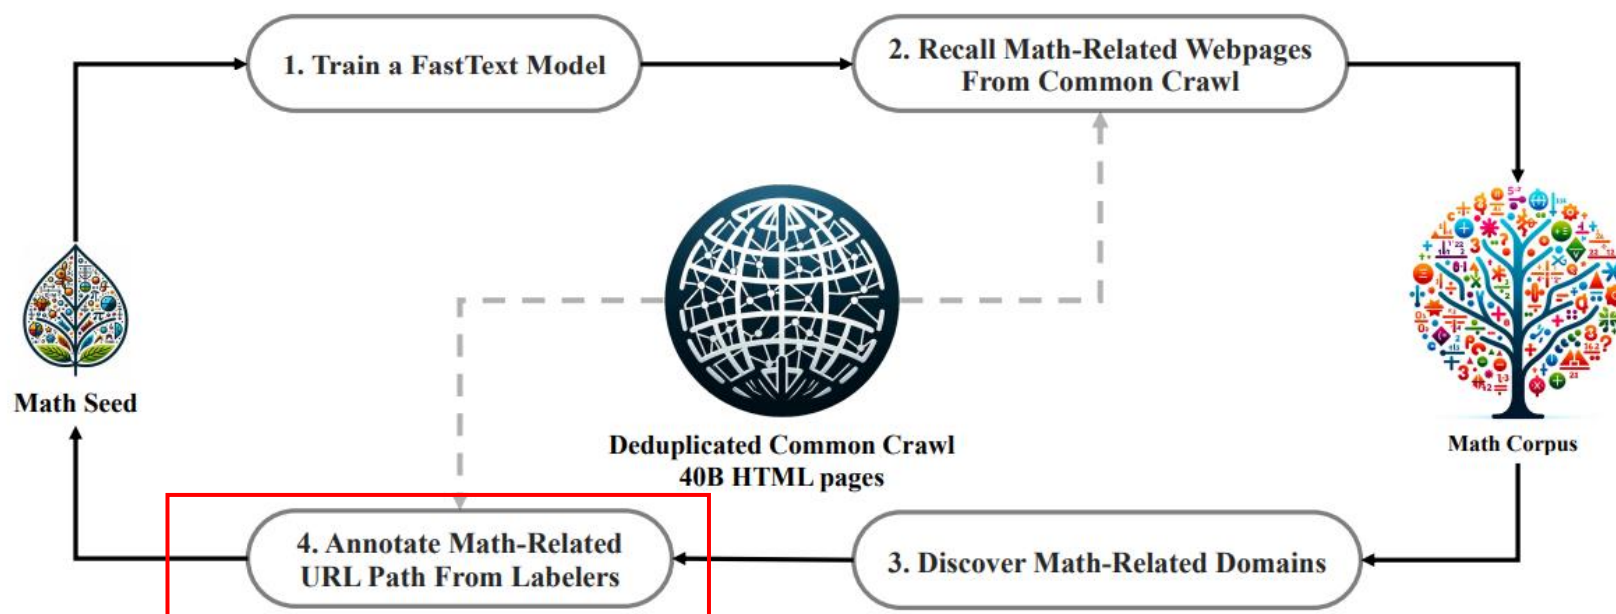 1. Train a FastText Model
2. Recall Math-Related Webpages
From Common Crawl
Math Seed
Deduplicated Common Crawl
40B HTML pages
Math Corpus
4. Annotate Math-Related
URL Path From Labelers
3. Discover Math-Related Domains